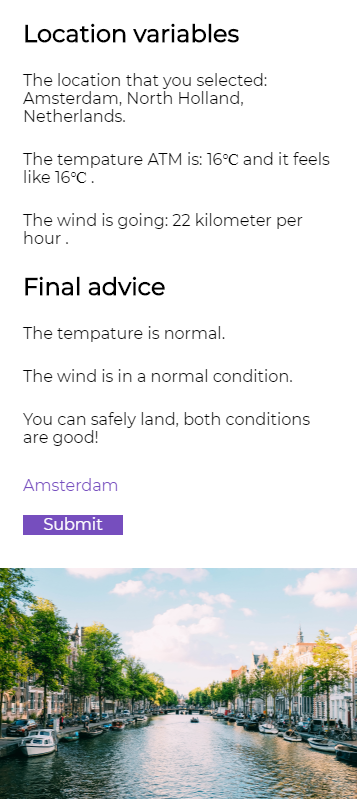 Location variables
The location that you selected:
Amsterdam, North Holland,
Netherlands.
The tempature ATM is: 16℃ and it feels
like 16℃ .
The wind is going: 22 kilometer per
hour .
Final advice
The tempature is normal.
The wind is in a normal condition.
You can safely land, both conditions
are good!
Amsterdam
Submit